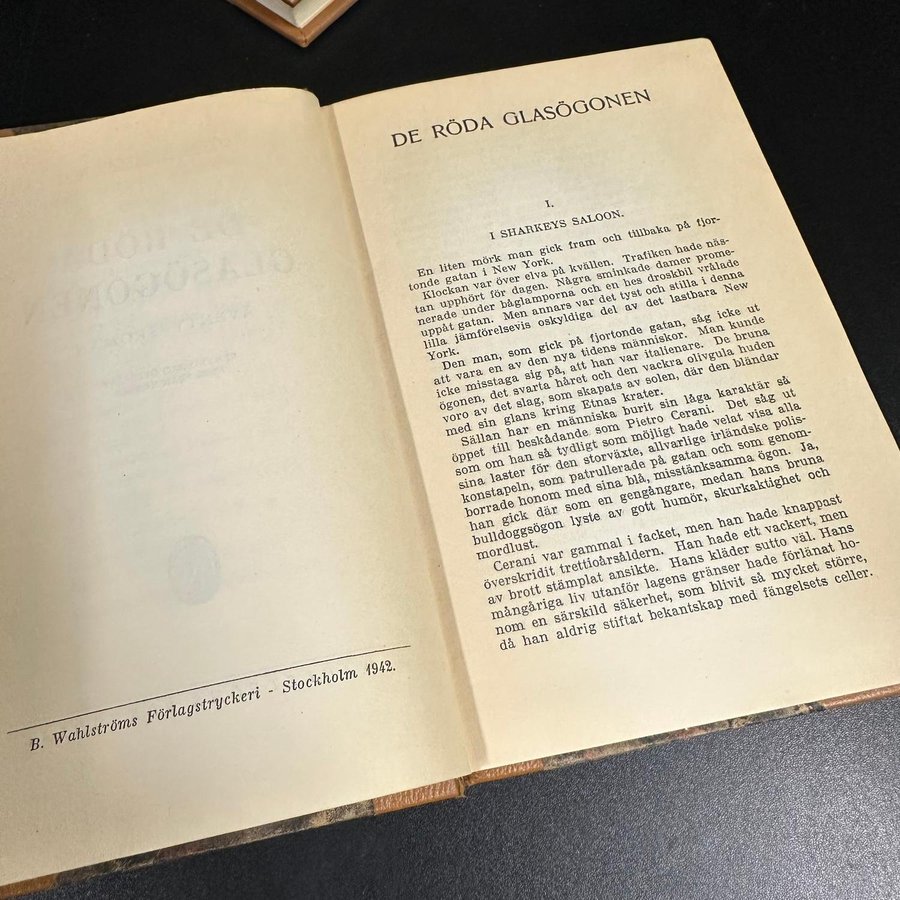 B. Wahlströms Förlagstryckeri - Stockholm 1942.
DE RÖDA GLASÖGONEN
I.
I SHARKEYS SALOON.
En liten mörk man gick fram och tillbaka på fjor-
tonde gatan i New York.
Klockan var över elva på kvällen. Trafiken hade näs-
tan upphört för dagen. Några sminkade damer prome-
nerade under båglamporna och en hes droskbil vrålade
uppåt gatan. Men annars var det tyst och stilla i denna
lilla jämförelsevis oskyldiga del av det lastbara New
York.
Den man, som gick på fjortonde gatan, såg icke ut
att vara en av den nya tidens människor. Man kunde
icke misstaga sig på, att han var italienare. De bruna
ögonen, det svarta håret och den vackra olivgula huden
voro av det slag, som skapats av solen, där den bländar
med sin glans kring Etnas krater.
Sällan har en människa burit sin låga karaktär så
öppet till beskådande som Pietro Cerani. Det såg ut
som om han så tydligt som möjligt hade velat visa alla
sina laster för den storväxte, allvarlige irländske polis-
konstapeln, som patrullerade på gatan och som genom-
borrade honom med sina blå, misstänksamma ögon. Ja,
han gick där som en gengångare, medan hans bruna
bulldoggsögon lyste av gott humör, skurkaktighet och
mordlust.
Cerani var gammal i facket, men han hade knappast
överskridit trettioårsåldern. Han hade ett vackert, men
av brott stämplat ansikte. Hans kläder sutto väl. Hans
mångåriga liv utanför lagens gränser hade förlänat ho-
nom en särskild säkerhet, som blivit så mycket större,
då han aldrig stiftat bekantskap med fängelsets celler.